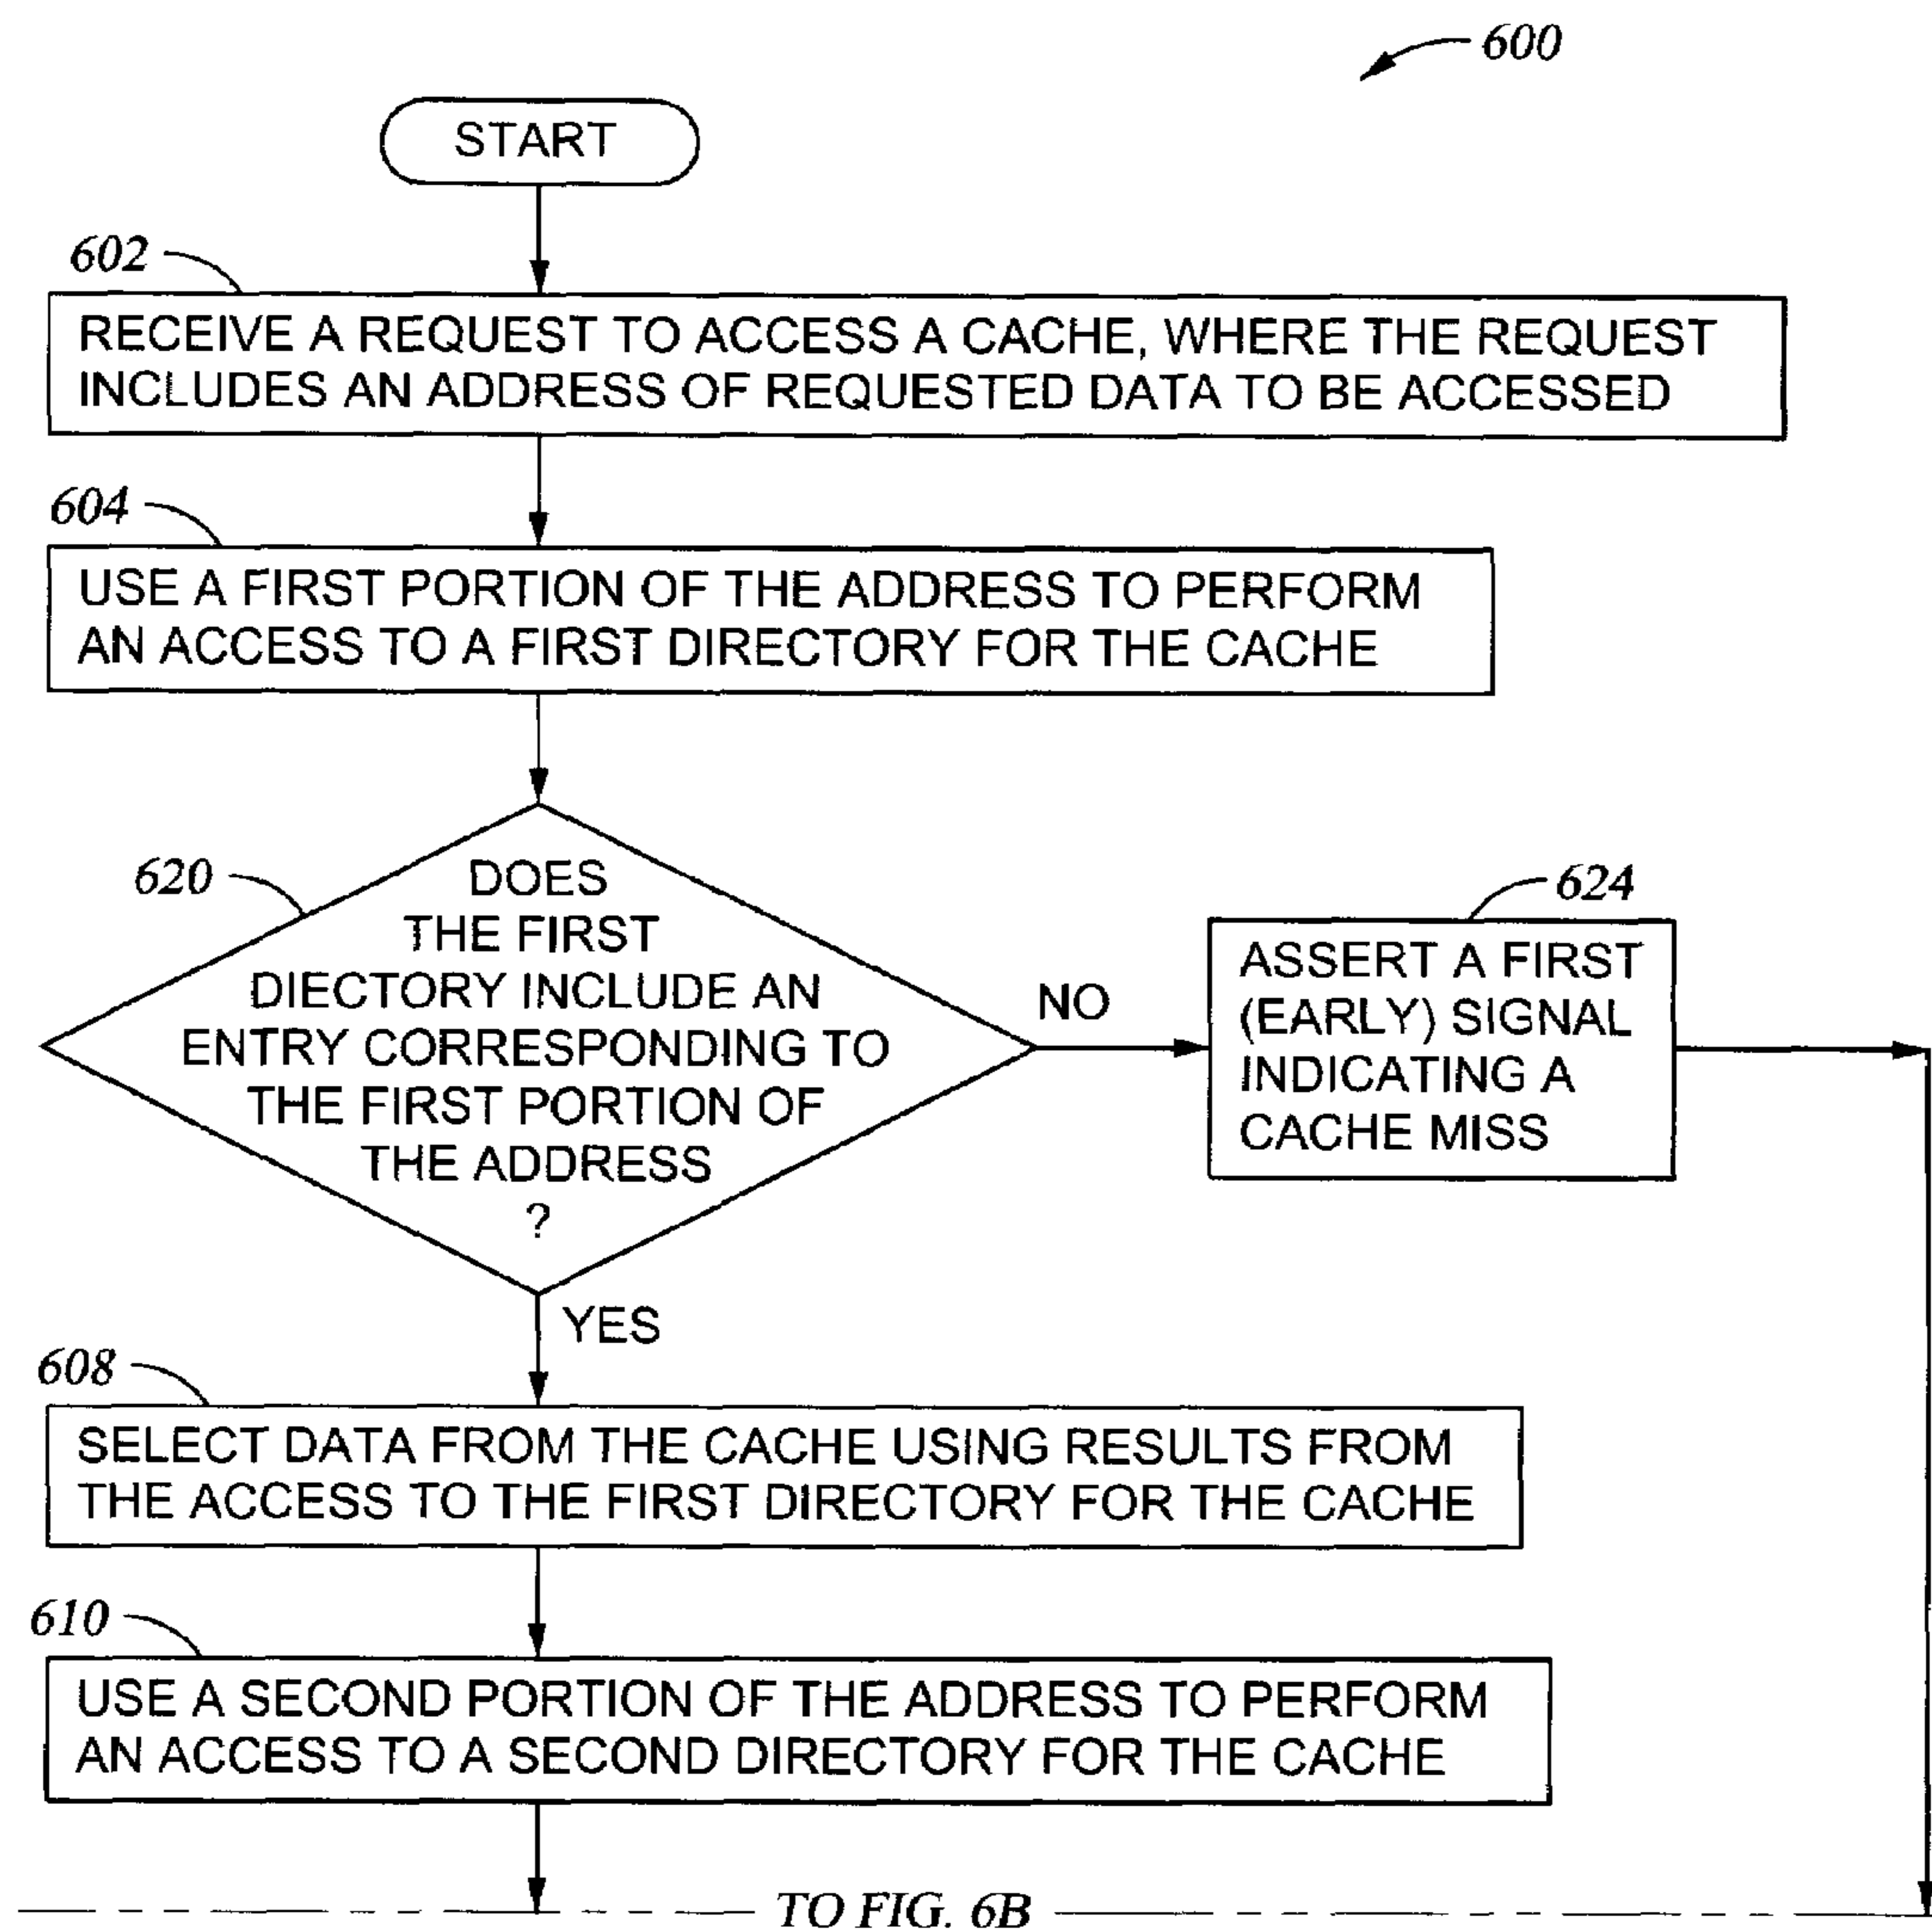 600
START
602
RECEIVE A REQUEST TO ACCESS A CACHE, WHERE THE REQUEST
INCLUDES AN ADDRESS OF REQUESTED DATA TO BE ACCESSED
604
USE A FIRST PORTION OF THE ADDRESS TO PERFORM
AN ACCESS TO A FIRST DIRECTORY FOR THE CACHE
620
DOES
THE FIRST
DIECTORY INCLUDE AN
ENTRY CORRESPONDING TO
THE FIRST PORTION OF
THE ADDRESS
?
NO
624
ASSERT A FIRST
(EARLY) SIGNAL
INDICATING A
CACHE MISS
YES
608
SELECT DATA FROM THE CACHE USING RESULTS FROM
THE ACCESS TO THE FIRST DIRECTORY FOR THE CACHE
610
USE A SECOND PORTION OF THE ADDRESS TO PERFORM
AN ACCESS TO A SECOND DIRECTORY FOR THE CACHE
TO FIG. 6B